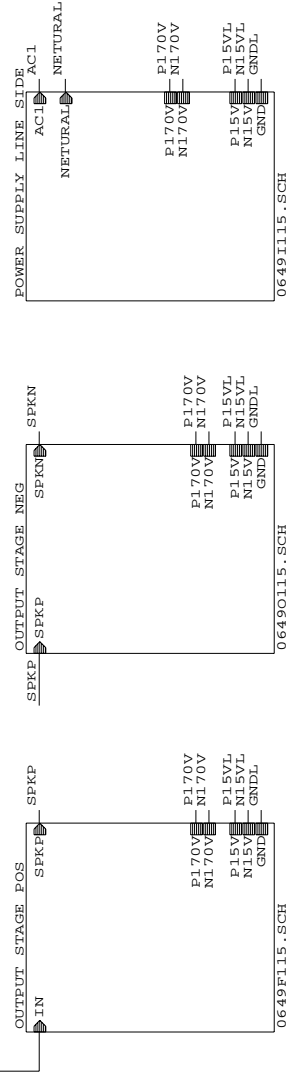 OUTPUT STAGE POS
IN
SPKP
SPKP
P170V
P170V
N170V
N170V
P15V
P15VL
N15V
N15VL
GND
GNDL
0649F115.SCH
OUTPUT STAGE NEG
SPKP
SPKP
SPKN
SPKN
P170V
P170V
N170V
N170V
P15V
P15VL
N15V
N15VL
GND
GNDL
0649O115.SCH
POWER SUPPLY LINE SIDE
AC1
AC1
NETURAL
NETURAL
P170V
P170V
N170V
N170V
P15V
P15VL
N15V
N15VL
GND
GNDL
0649I115.SCH